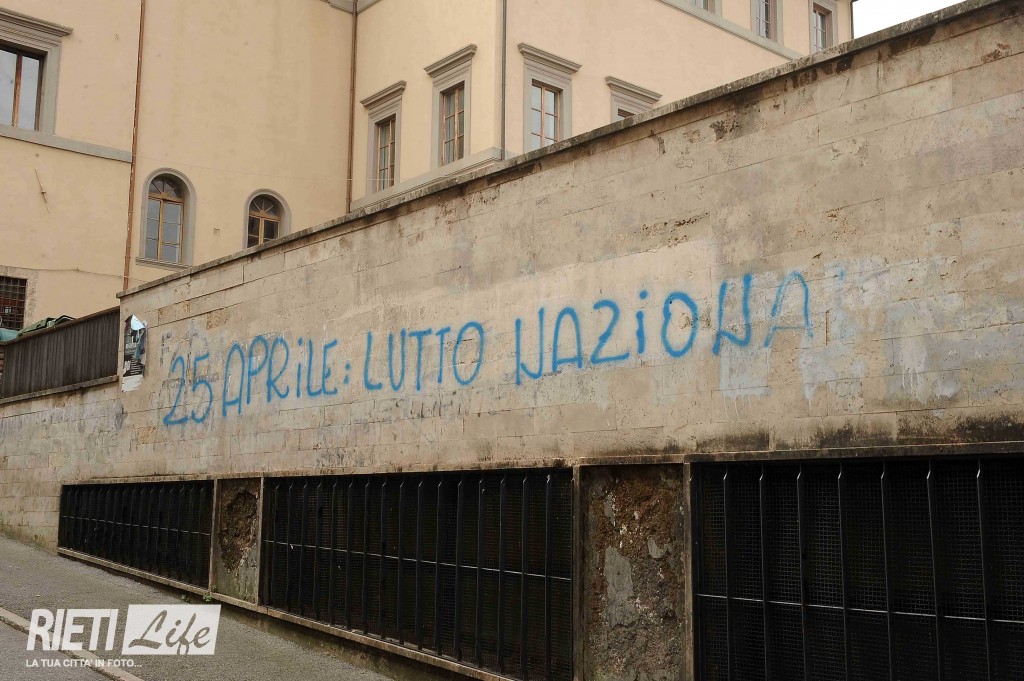 25 APRiLE: LUTTO NAZiONA
RIETI Life
LA TUA CITTA' IN FOTO...